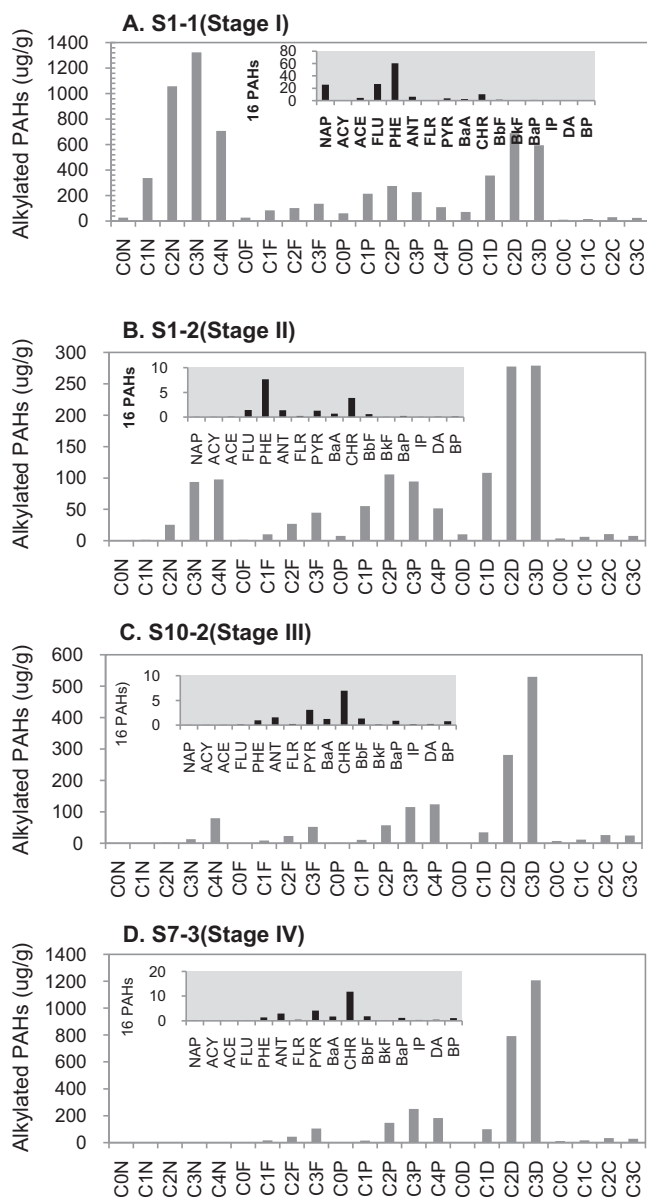 A. S1-1(Stage I)
Alkylated PAHs (ug/g)
1400
1200
1000
800
600
400
200
0
16 PAHs
80
60
40
20
0
NAP ACY ACE FLU PHE ANT FLR PYR BaA CHR BbF BkF BaP IP DA BP
C0N C1N C2N C3N C4N C0F C1F C2F C3F C0P C1P C2P C3P C4P C0D C1D C2D C3D C0C C1C C2C C3C
B. S1-2(Stage II)
Alkylated PAHs (ug/g)
300
250
200
150
100
50
0
16 PAHs
10
5
0
NAP ACY ACE FLU PHE ANT FLR PYR BaA CHR BbF BkF BaP IP DA BP
C0N C1N C2N C3N C4N C0F C1F C2F C3F C0P C1P C2P C3P C4P C0D C1D C2D C3D C0C C1C C2C C3C
C. S10-2(Stage III)
Alkylated PAHs (ug/g)
600
500
400
300
200
100
0
16 PAHs)
10
5
0
NAP ACY ACE FLU PHE ANT FLR PYR BaA CHR BbF BkF BaP IP DA BP
C0N C1N C2N C3N C4N C0F C1F C2F C3F C0P C1P C2P C3P C4P C0D C1D C2D C3D C0C C1C C2C C3C
D. S7-3(Stage IV)
Alkylated PAHs (ug/g)
1400
1200
1000
800
600
400
200
0
16 PAHs
20
10
0
NAP ACY ACE FLU PHE ANT FLR PYR BaA CHR BbF BkF BaP IP DA BP
C0N C1N C2N C3N C4N C0F C1F C2F C3F C0P C1P C2P C3P C4P C0D C1D C2D C3D C0C C1C C2C C3C